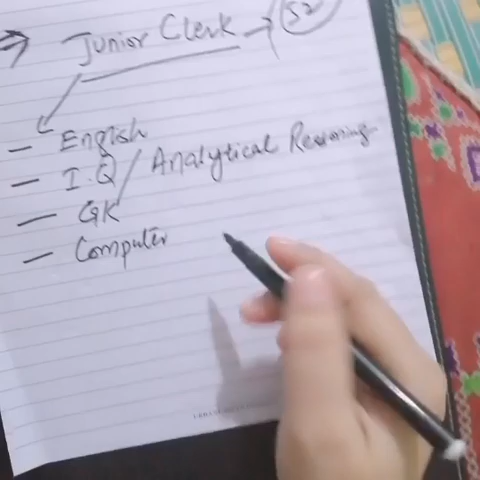 ⇒ Junior Clerk → 52
- English
- I.Q / Analytical Reasoning
- GK
- Computer